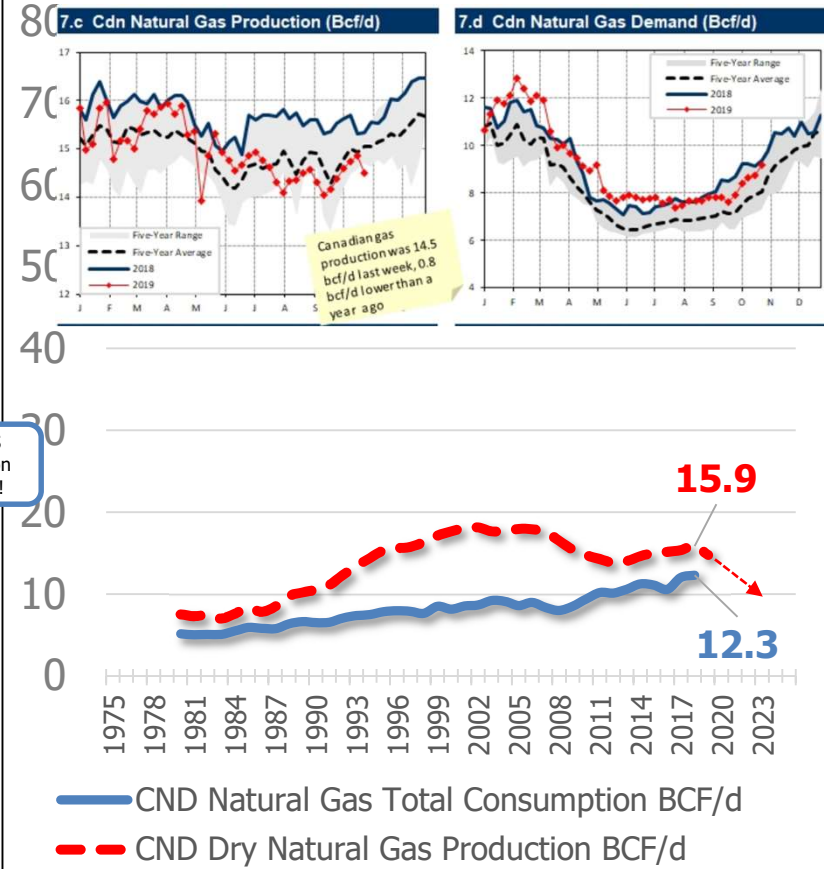 80
7.c Cdn Natural Gas Production (Bcf/d)
17
16
15
14
13
12
Five-Year Range
Five-Year Average
2018
2019
J F M A M J J A S
Canadian gas
production was 14.5
bcf/d last week, 0.8
bcf/d lower than a
year ago
7.d Cdn Natural Gas Demand (Bcf/d)
14
12
10
8
6
4
Five-Year Range
Five-Year Average
2018
2019
J F M A M J J A S O N D
70
60
50
40
30
20
10
0
n
!
15.9
12.3
1975
1978
1981
1984
1987
1990
1993
1996
1999
2002
2005
2008
2011
2014
2017
2020
2023
CND Natural Gas Total Consumption BCF/d
CND Dry Natural Gas Production BCF/d